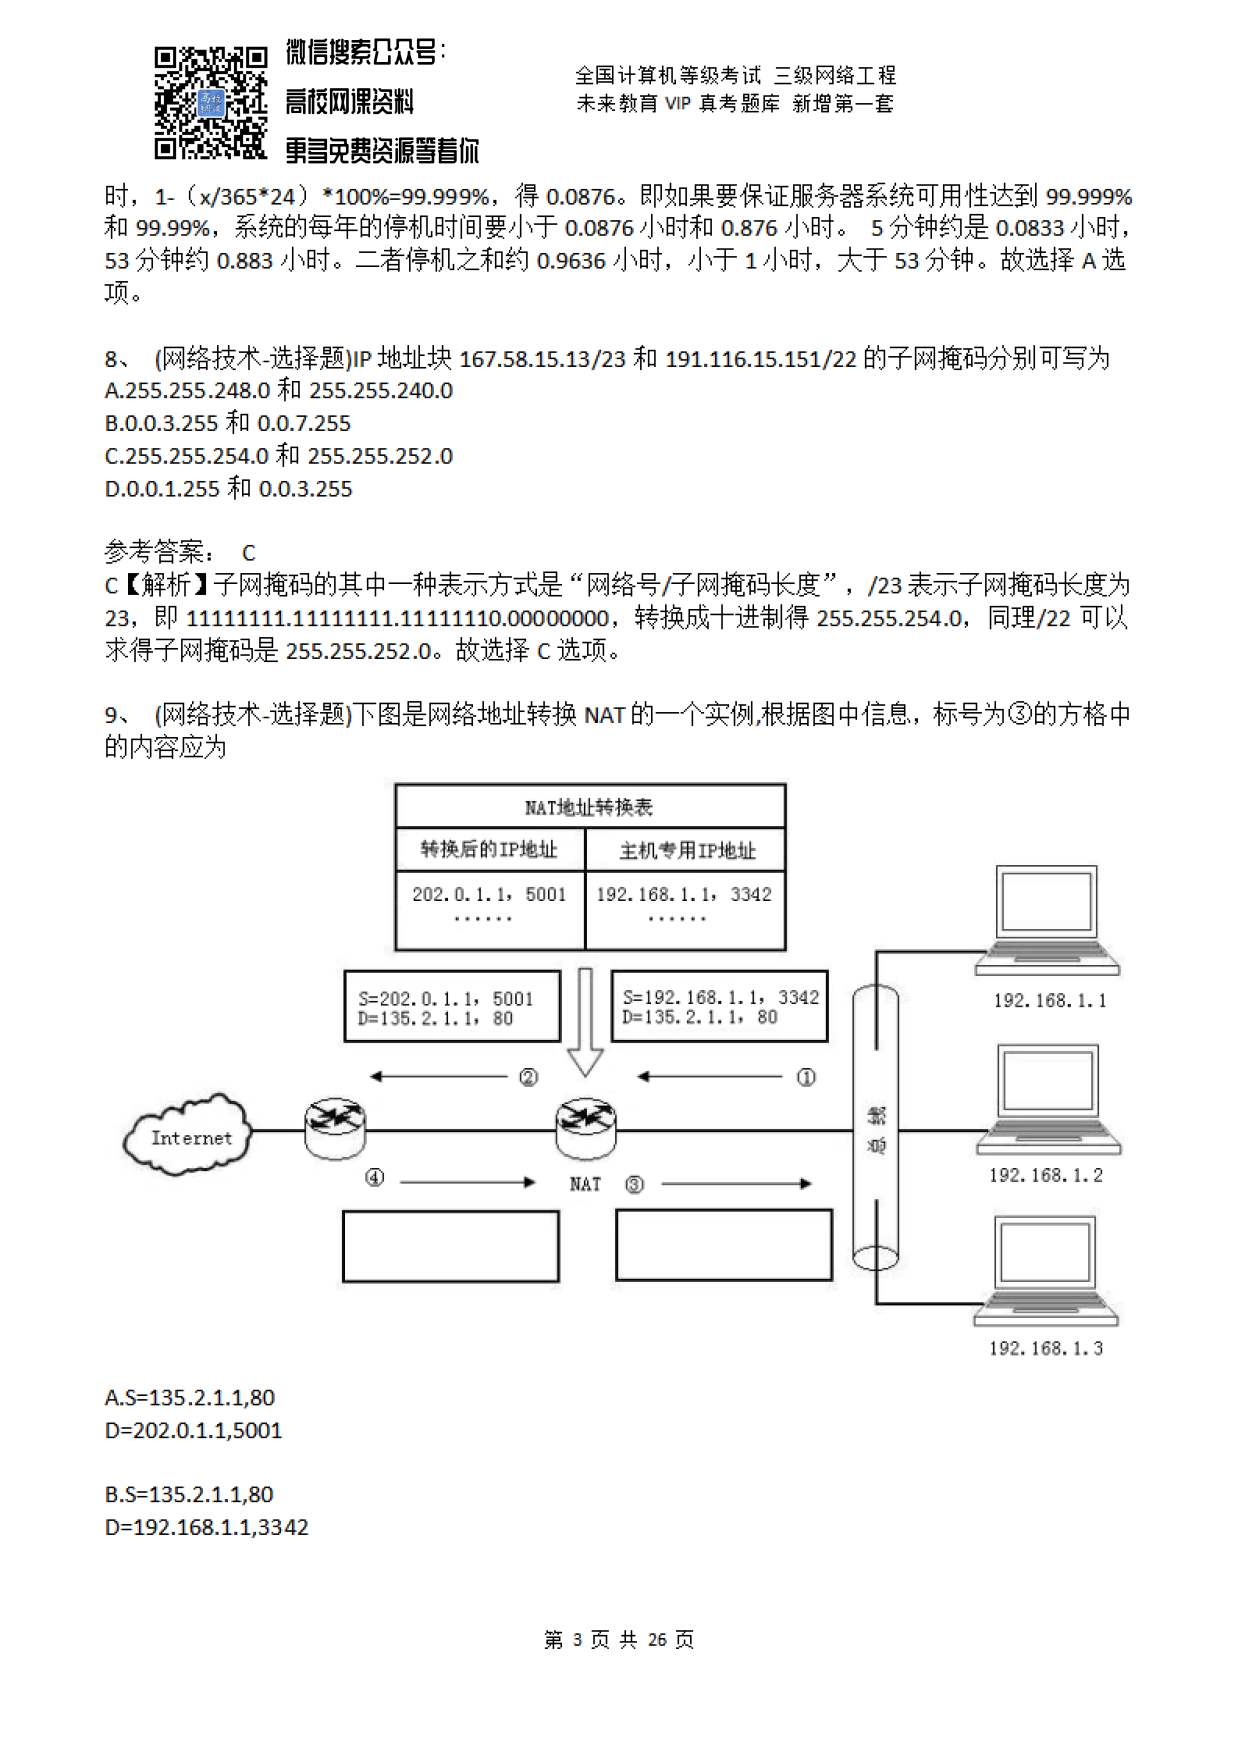 微信搜索公众号：
高校网课资料
更多免费资源等着你
全国计算机等级考试 三级网络工程
未来教育 VIP 真考题库 新增第一套
时，1-（x/365*24）*100%=99.999%，得 0.0876。即如果要保证服务器系统可用性达到 99.999%
和 99.99%，系统的每年的停机时间要小于 0.0876 小时和 0.876 小时。 5 分钟约是 0.0833 小时，
53 分钟约 0.883 小时。二者停机之和约 0.9636 小时，小于 1 小时，大于 53 分钟。故选择 A 选
项。
8、 (网络技术-选择题)IP 地址块 167.58.15.13/23 和 191.116.15.151/22 的子网掩码分别可写为
A.255.255.248.0 和 255.255.240.0
B.0.0.3.255 和 0.0.7.255
C.255.255.254.0 和 255.255.252.0
D.0.0.1.255 和 0.0.3.255
参考答案： C
C【解析】子网掩码的其中一种表示方式是“网络号/子网掩码长度”，/23 表示子网掩码长度为
23，即 11111111.11111111.11111110.00000000，转换成十进制得 255.255.254.0，同理/22 可以
求得子网掩码是 255.255.252.0。故选择 C 选项。
9、 (网络技术-选择题)下图是网络地址转换 NAT 的一个实例,根据图中信息，标号为③的方格中
的内容应为
NAT地址转换表
转换后的IP地址 主机专用IP地址
202.0.1.1，5001 192.168.1.1，3342
...... ......
S=202.0.1.1，5001
D=135.2.1.1，80
S=192.168.1.1，3342
D=135.2.1.1，80
192.168.1.1
② ①
Internet
④ NAT ③
192.168.1.2
192.168.1.3
A.S=135.2.1.1,80
D=202.0.1.1,5001
B.S=135.2.1.1,80
D=192.168.1.1,3342
第 3 页 共 26 页